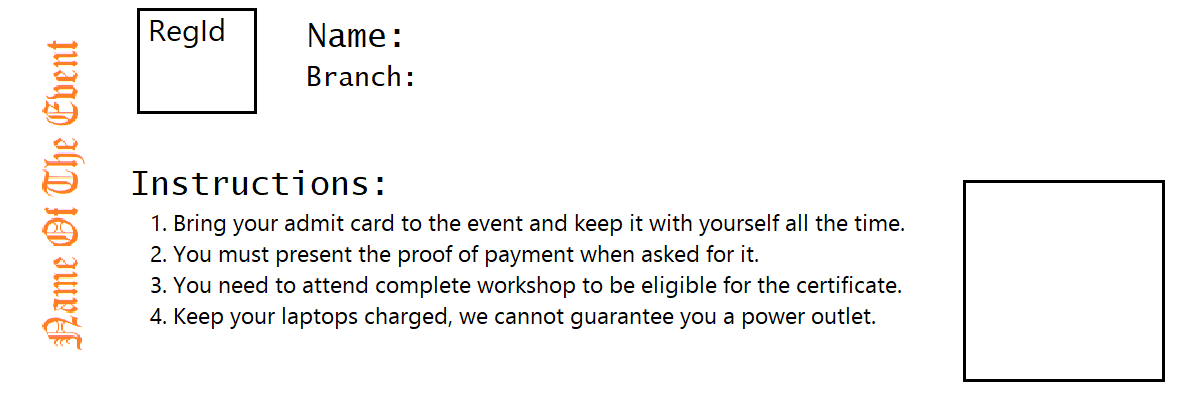 Name Of The Event
RegId
Name:
Branch:
Instructions:
1. Bring your admit card to the event and keep it with yourself all the time.
2. You must present the proof of payment when asked for it.
3. You need to attend complete workshop to be eligible for the certificate.
4. Keep your laptops charged, we cannot guarantee you a power outlet.